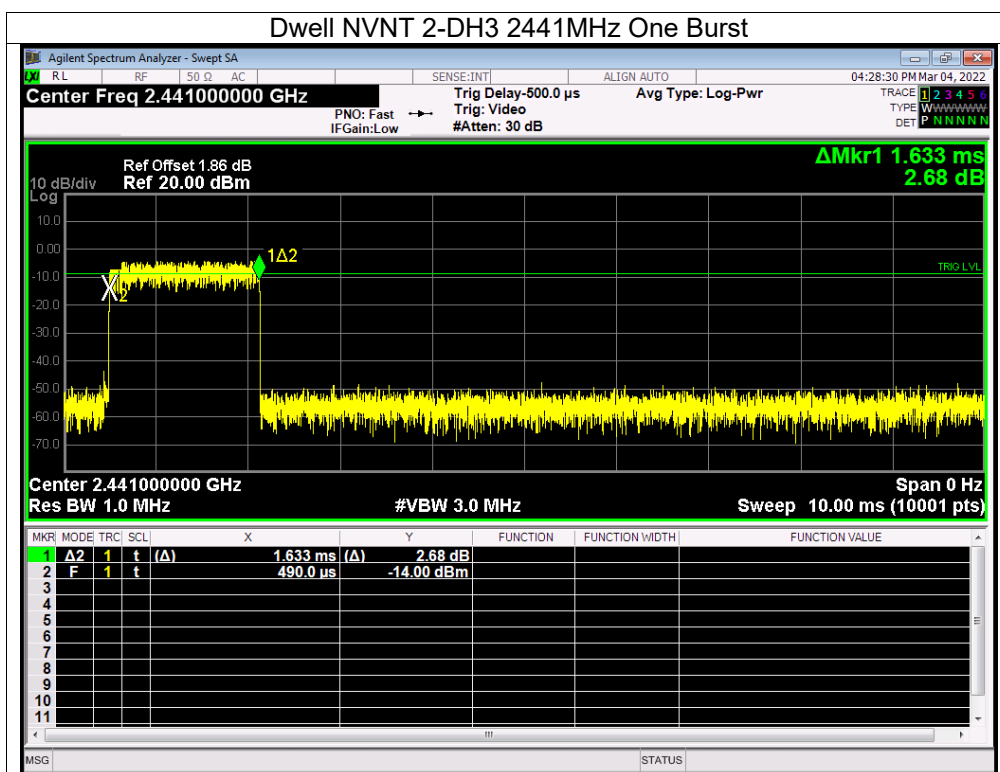 Dwell NVNT 2-DH3 2441MHz One Burst
Agilent Spectrum Analyzer - Swept SA
LXI RL RF 50 Ω AC SENSE:INT ALIGN AUTO 04:28:30 PM Mar 04, 2022
Center Freq 2.441000000 GHz Trig Delay-500.0 µs Avg Type: Log-Pwr TRACE 1 2 3 4 5 6
PNO: Fast Trig: Video TYPE WWWWWW
IFGain:Low #Atten: 30 dB DET P N N N N N
ΔMkr1 1.633 ms
2.68 dB
Ref Offset 1.86 dB
10 dB/div Ref 20.00 dBm
Log
10.0
0.00
1Δ2
TRIG LVL
-10.0
2
-20.0
-30.0
-40.0
-50.0
-60.0
-70.0
Center 2.441000000 GHz Span 0 Hz
Res BW 1.0 MHz #VBW 3.0 MHz Sweep 10.00 ms (10001 pts)
MKR MODE TRC SCL X Y FUNCTION FUNCTION WIDTH FUNCTION VALUE
1 Δ2 1 t (Δ) 1.633 ms (Δ) 2.68 dB
2 F 1 t 490.0 µs -14.00 dBm
3
4
5
6
7
8
9
10
11
MSG STATUS